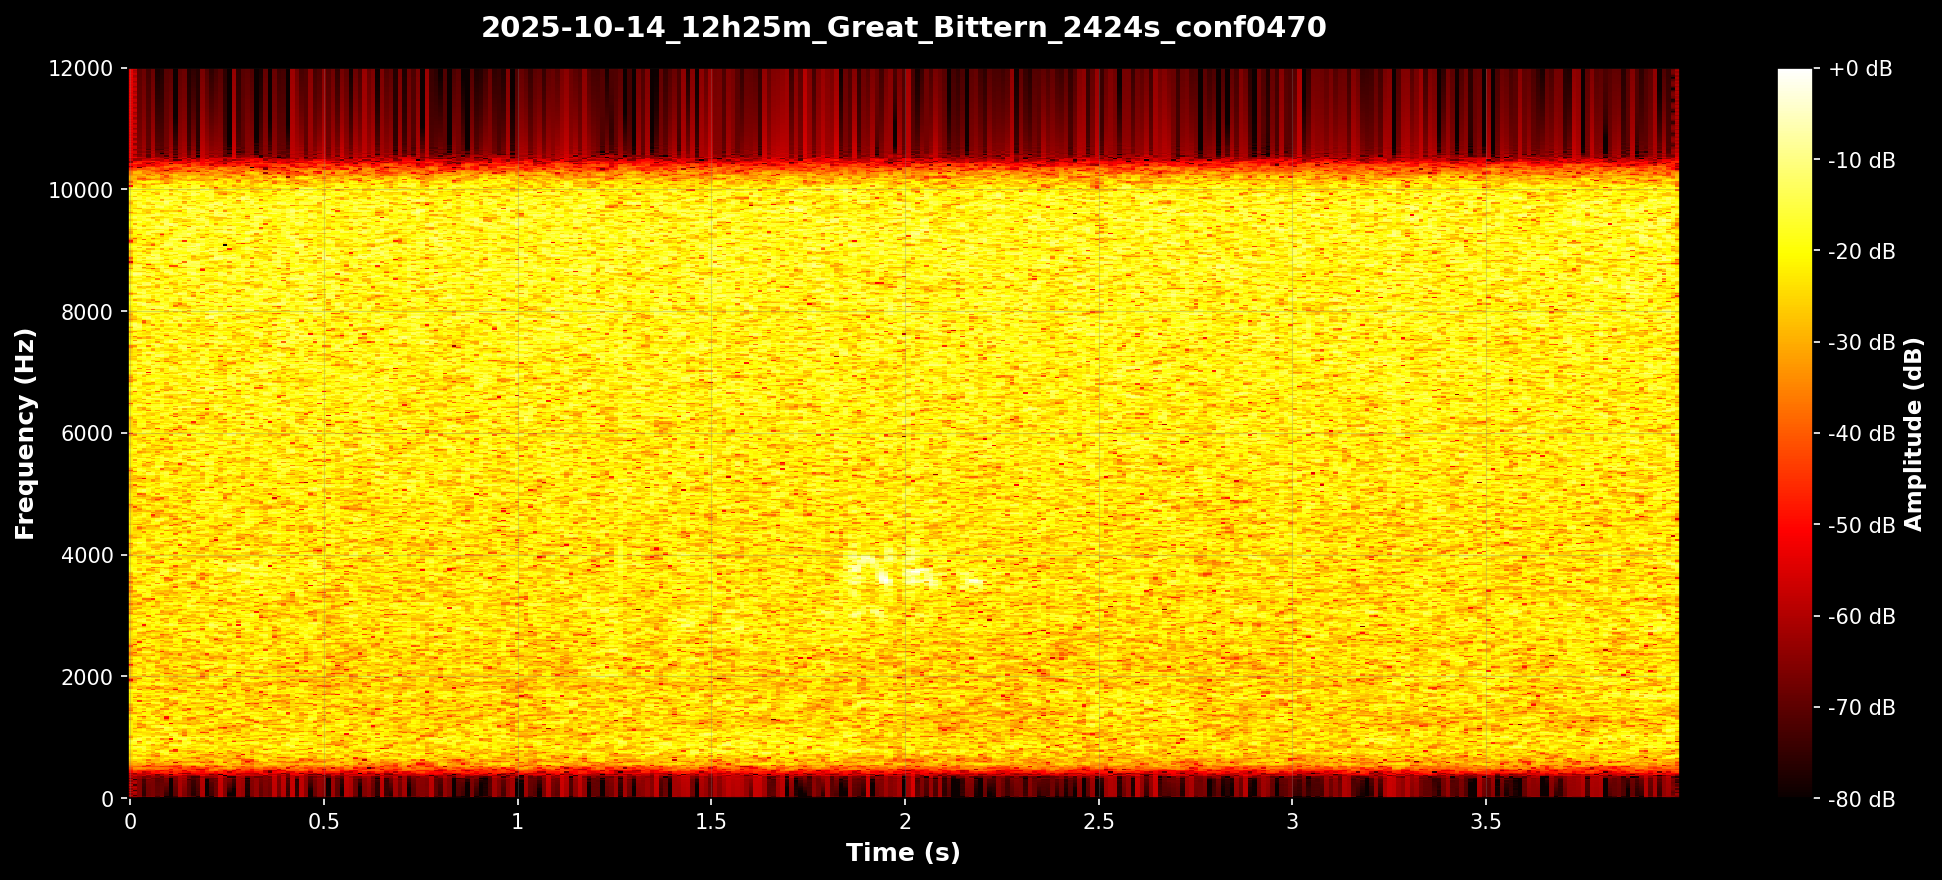 2025-10-14_12h25m_Great_Bittern_2424s_conf0470
12000
10000
8000
6000
4000
2000
0
Frequency (Hz)
0 0.5 1 1.5 2 2.5 3 3.5
Time (s)
+0 dB
-10 dB
-20 dB
-30 dB
-40 dB
-50 dB
-60 dB
-70 dB
-80 dB
Amplitude (dB)